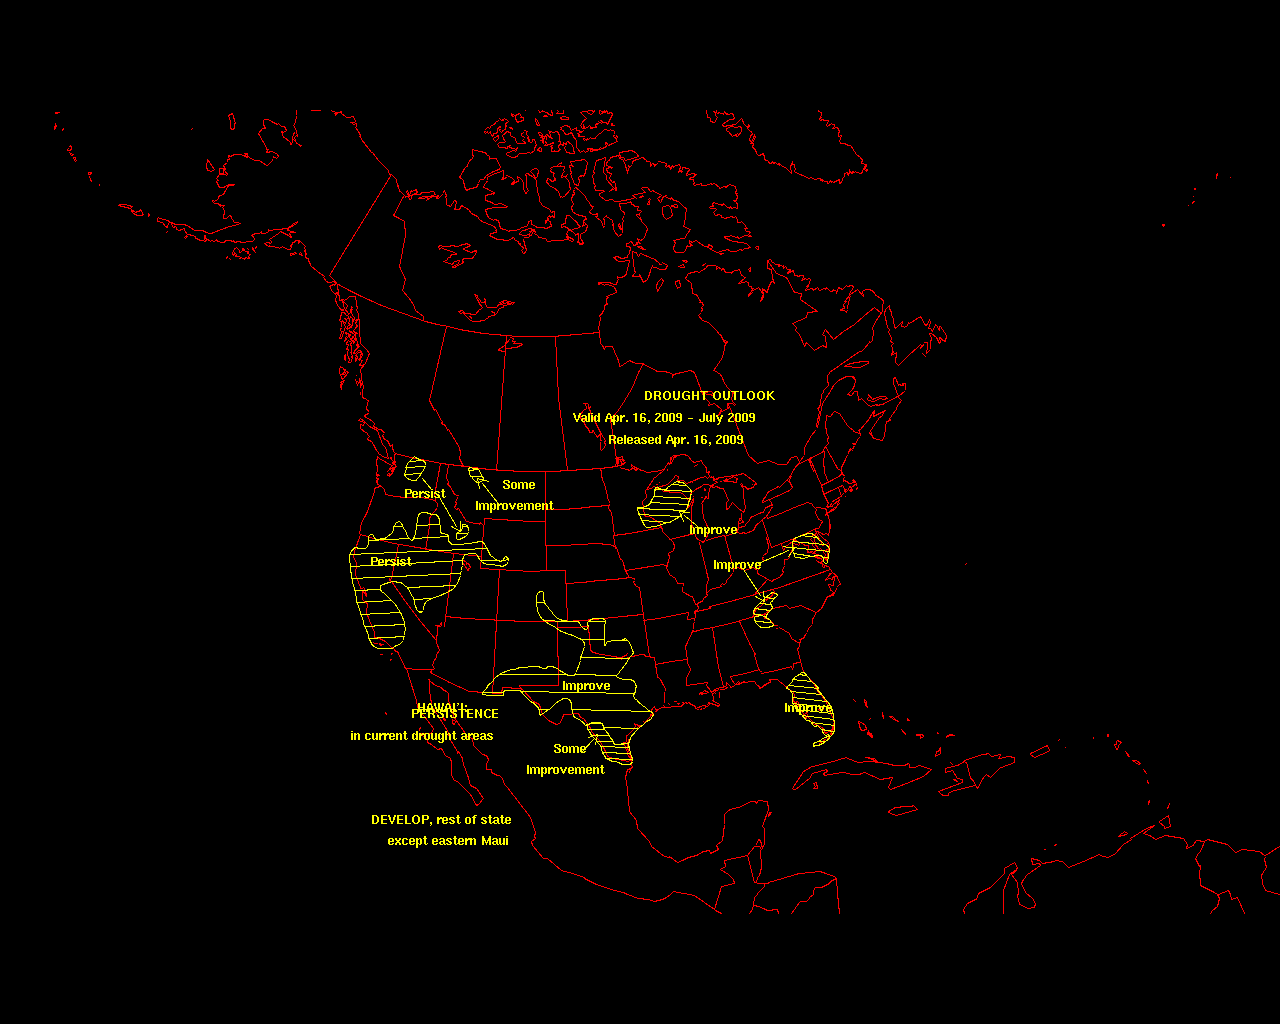 DROUGHT OUTLOOK
Valid Apr. 16, 2009 - July 2009
Released Apr. 16, 2009
Some
Persist
Improvement
Improve
Persist
Improve
Improve
Improve
HAWAI'I:
PERSISTENCE
in current drought areas
Some
Improvement
DEVELOP, rest of state
except eastern Maui